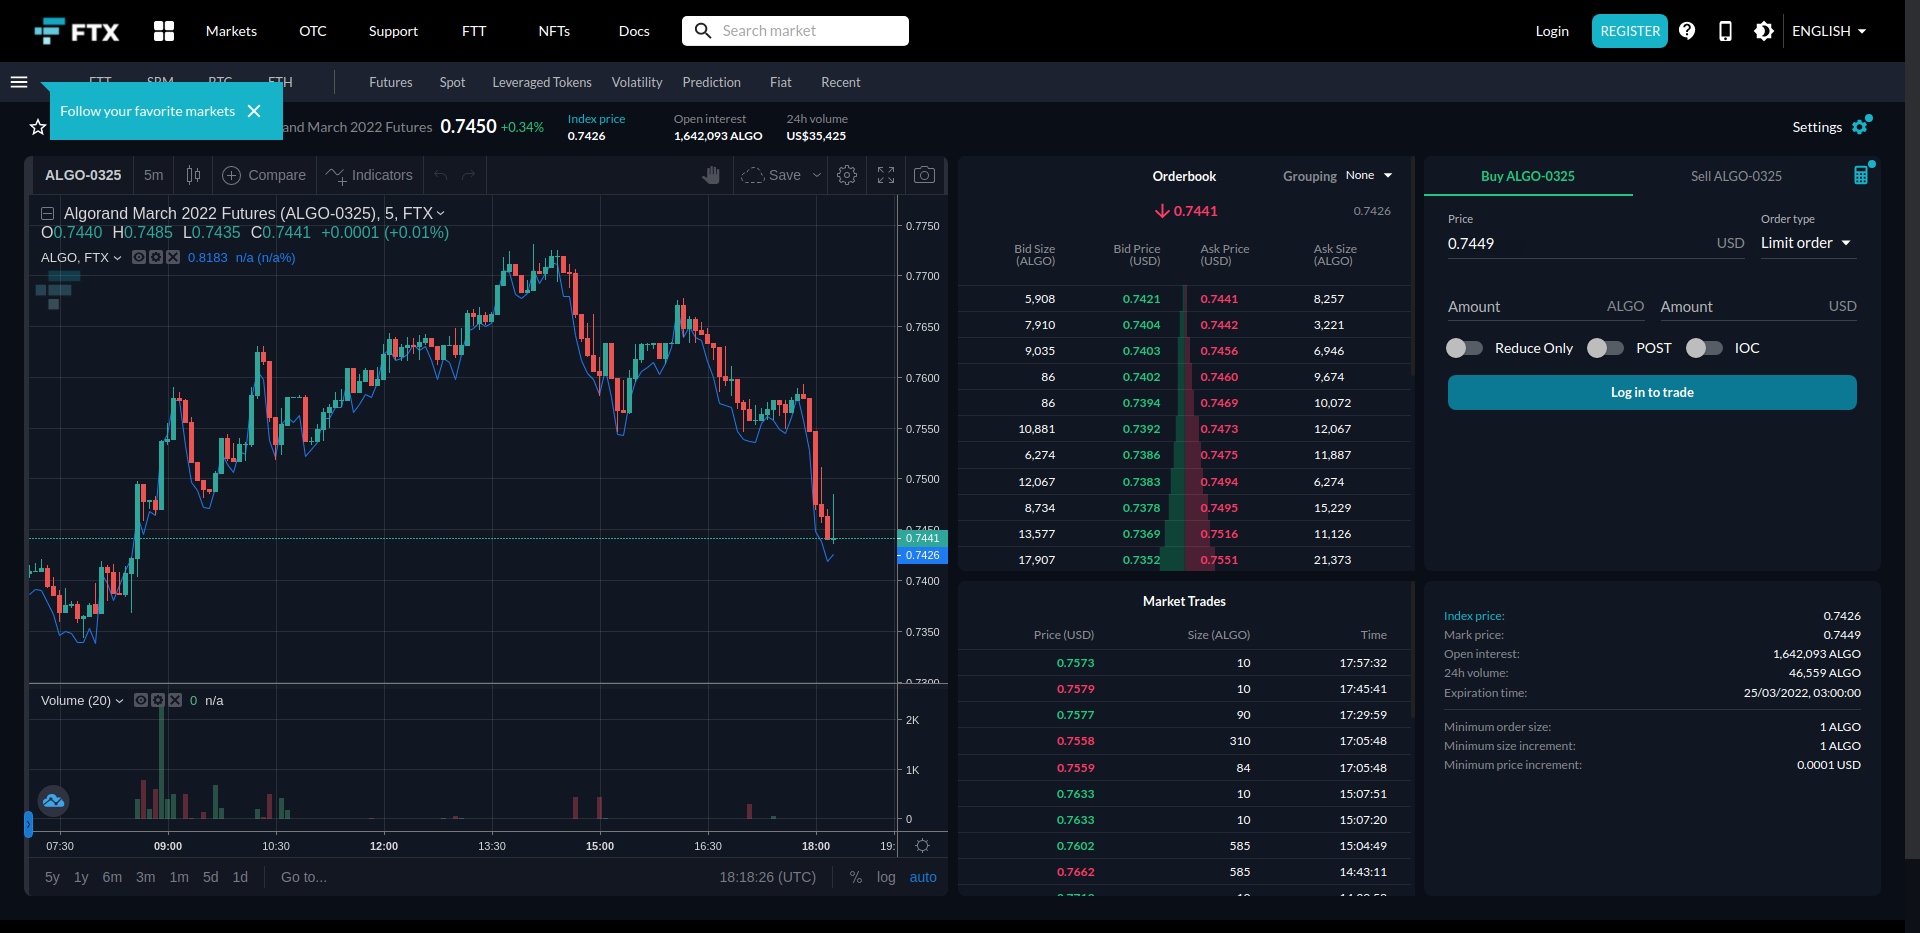 FTX Markets OTC Support FTT NFTs Docs Search market Login REGISTER ENGLISH
FTT SRM BTC ETH Futures Spot Leveraged Tokens Volatility Prediction Fiat Recent
Follow your favorite markets
and March 2022 Futures 0.7450 +0.34%
Index price
0.7426
Open interest
1,642,093 ALGO
24h volume
US$35,425
Settings
ALGO-0325 5m Compare Indicators Save
Algorand March 2022 Futures (ALGO-0325), 5, FTX
O0.7440 H0.7485 L0.7435 C0.7441 +0.0001 (+0.01%)
ALGO, FTX 0.8183 n/a (n/a%)
0.7750
0.7700
0.7650
0.7600
0.7550
0.7500
0.7450
0.7441
0.7426
0.7400
0.7350
0.7300
Volume (20) 0 n/a
2K
1K
0
07:30 09:00 10:30 12:00 13:30 15:00 16:30 18:00 19:
5y 1y 6m 3m 1m 5d 1d Go to... 18:18:26 (UTC) % log auto
Orderbook Grouping None
0.7441 0.7426
Bid Size (ALGO) Bid Price (USD) Ask Price (USD) Ask Size (ALGO)
5,908 0.7421 0.7441 8,257
7,910 0.7404 0.7442 3,221
9,035 0.7403 0.7456 6,946
86 0.7402 0.7460 9,674
86 0.7394 0.7469 10,072
10,881 0.7392 0.7473 12,067
6,274 0.7386 0.7475 11,887
12,067 0.7383 0.7494 6,274
8,734 0.7378 0.7495 15,229
13,577 0.7369 0.7516 11,126
17,907 0.7352 0.7551 21,373
Market Trades
Price (USD) Size (ALGO) Time
0.7573 10 17:57:32
0.7579 10 17:45:41
0.7577 90 17:29:59
0.7558 310 17:05:48
0.7559 84 17:05:48
0.7633 10 15:07:51
0.7633 10 15:07:20
0.7602 585 15:04:49
0.7662 585 14:43:11
Buy ALGO-0325 Sell ALGO-0325
Price Order type
0.7449 USD Limit order
Amount ALGO Amount USD
Reduce Only POST IOC
Log in to trade
Index price: 0.7426
Mark price: 0.7449
Open interest: 1,642,093 ALGO
24h volume: 46,559 ALGO
Expiration time: 25/03/2022, 03:00:00
Minimum order size: 1 ALGO
Minimum size increment: 1 ALGO
Minimum price increment: 0.0001 USD